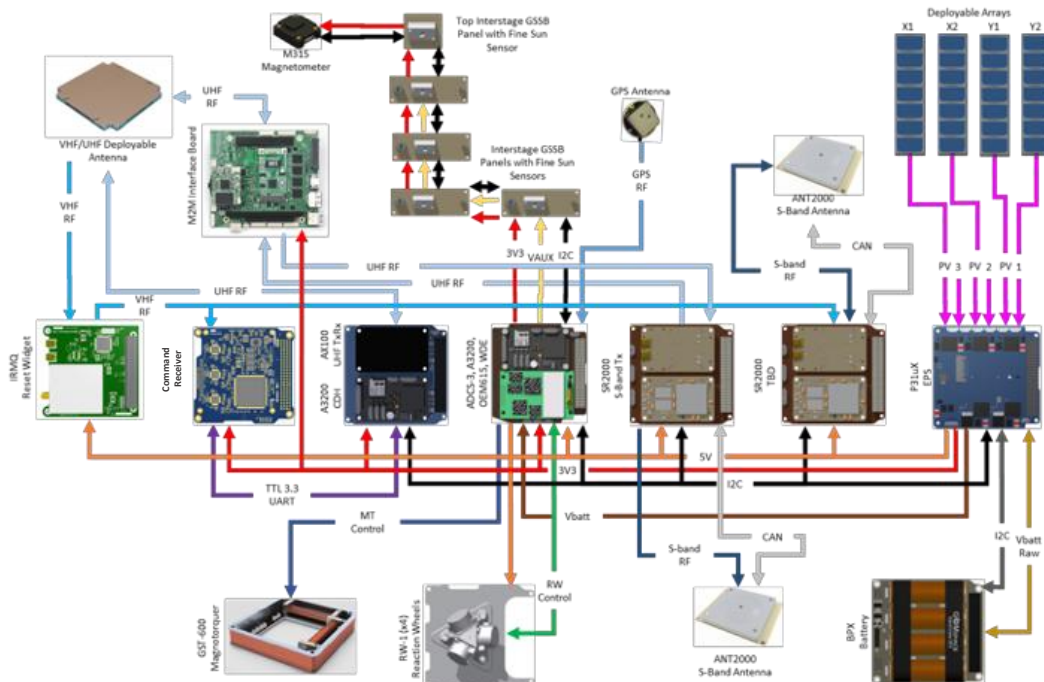 Top Interstage GSSB
Panel with Fine Sun
Sensor
Deployable Arrays
X1
X2
Y1
Y2
M315
Magnetometer
UHF
RF
GPS Antenna
VHF/UHF Deployable
Antenna
M2M Interface Board
Interstage GSSB
Panels with Fine Sun
Sensors
GPS
RF
ANT2000
S-Band Antenna
VHF
RF
3V3
VAUX
I2C
CAN
UHF RF
UHF RF
UHF RF
S-band
RF
PV 3
PV 2
PV 1
VHF
RF
IRMQ
Reset Widget
Command
Receiver
AX100
UHF TxRx
A3200
CDH
ADCS-3, A3200,
OEM615, WDE
SR2000
S-Band Tx
SR2000
TBD
P31uX
EPS
5V
3V3
I2C
TTL 3.3
UART
MT
Control
Vbatt
CAN
S-band
RF
I2C
Vbatt
Raw
RW
Control
GST-600
Magnotorquer
RW-1 (x4)
Reaction Wheels
ANT2000
S-Band Antenna
BPX
Battery